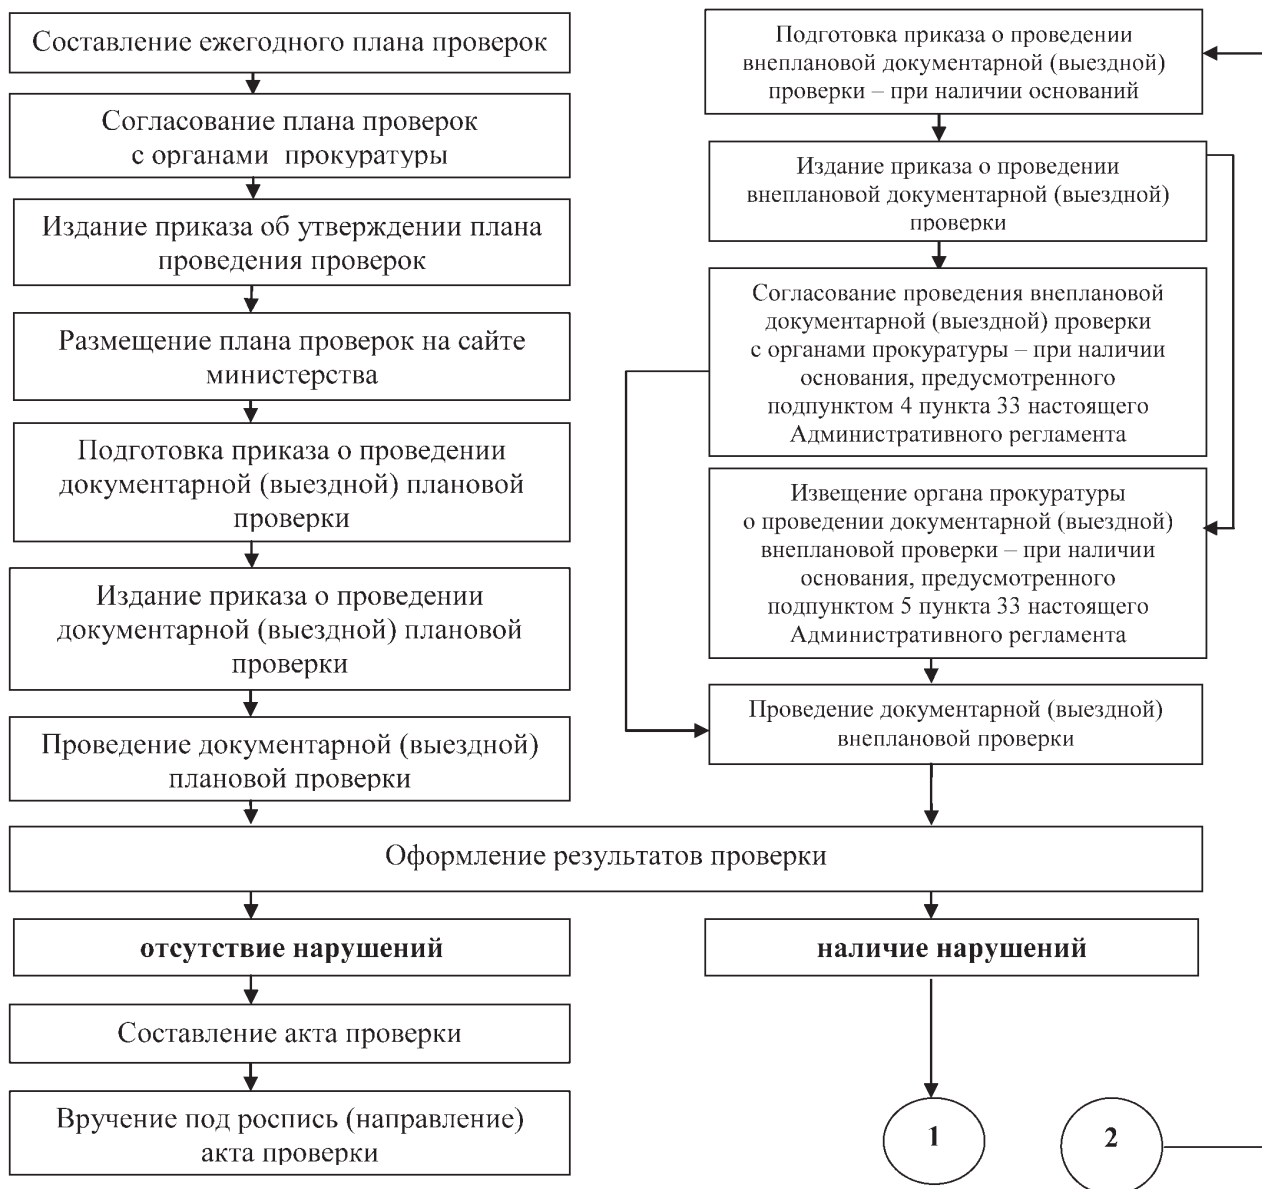 Составление ежегодного плана проверок
Согласование плана проверок
с органами прокуратуры
Издание приказа об утверждении плана
проведения проверок
Размещение плана проверок на сайте
министерства
Подготовка приказа о проведении
документарной (выездной) плановой
проверки
Издание приказа о проведении
документарной (выездной) плановой
проверки
Проведение документарной (выездной)
плановой проверки
Подготовка приказа о проведении
внеплановой документарной (выездной)
проверки – при наличии оснований
Издание приказа о проведении
внеплановой документарной (выездной)
проверки
Согласование проведения внеплановой
документарной (выездной) проверки
с органами прокуратуры – при наличии
основания, предусмотренного
подпунктом 4 пункта 33 настоящего
Административного регламента
Извещение органа прокуратуры
о проведении документарной (выездной)
внеплановой проверки – при наличии
основания, предусмотренного
подпунктом 5 пункта 33 настоящего
Административного регламента
Проведение документарной (выездной)
внеплановой проверки
Оформление результатов проверки
отсутствие нарушений
Составление акта проверки
Вручение под роспись (направление)
акта проверки
наличие нарушений
1
2